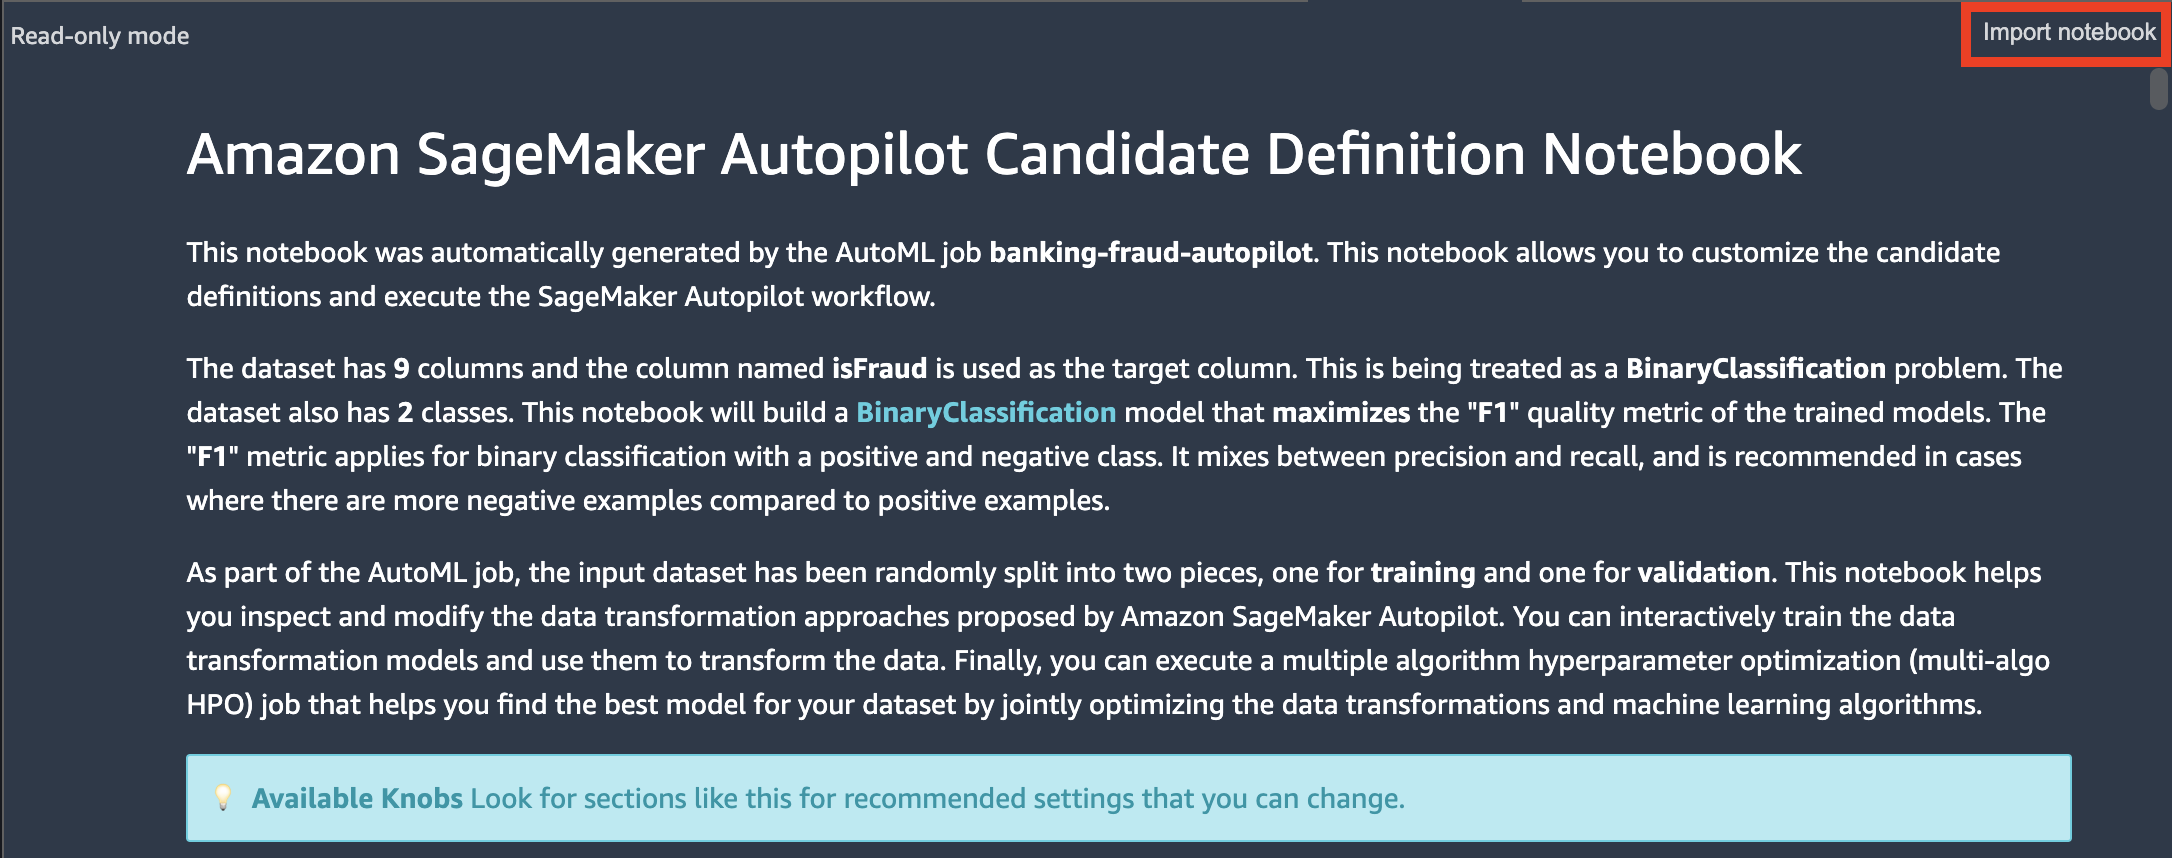 Read-only mode
Import notebook
Amazon SageMaker Autopilot Candidate Definition Notebook
This notebook was automatically generated by the AutoML job banking-fraud-autopilot. This notebook allows you to customize the candidate
definitions and execute the SageMaker Autopilot workflow.
The dataset has 9 columns and the column named isFraud is used as the target column. This is being treated as a BinaryClassification problem. The
dataset also has 2 classes. This notebook will build a BinaryClassification model that maximizes the "F1" quality metric of the trained models. The
"F1" metric applies for binary classification with a positive and negative class. It mixes between precision and recall, and is recommended in cases
where there are more negative examples compared to positive examples.
As part of the AutoML job, the input dataset has been randomly split into two pieces, one for training and one for validation. This notebook helps
you inspect and modify the data transformation approaches proposed by Amazon SageMaker Autopilot. You can interactively train the data
transformation models and use them to transform the data. Finally, you can execute a multiple algorithm hyperparameter optimization (multi-algo
HPO) job that helps you find the best model for your dataset by jointly optimizing the data transformations and machine learning algorithms.
Available Knobs Look for sections like this for recommended settings that you can change.